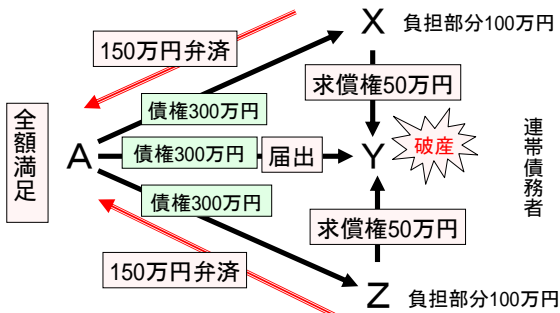 X 負担部分100万円
150万円弁済
求償権50万円
債権300万円
全額満足
A
債権300万円
届出
Y
破産
連帯債務者
債権300万円
求償権50万円
150万円弁済
Z 負担部分100万円